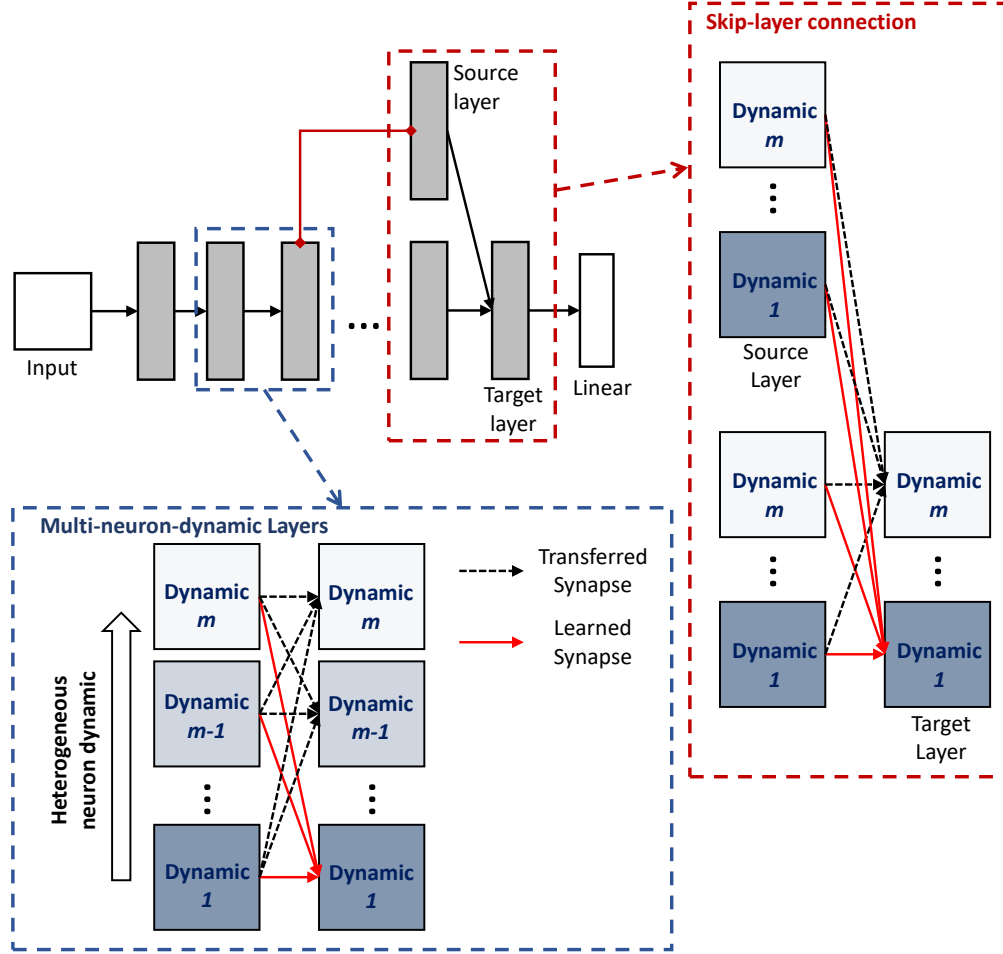 Skip-layer connection
Source
layer
Input
Target
layer
Linear
Dynamic
m
Dynamic
1
Source
Layer
Dynamic
m
Dynamic
m
Dynamic
1
Dynamic
1
Target
Layer
Multi-neuron-dynamic Layers
Heterogeneous
neuron dynamic
Dynamic
m
Dynamic
m
Dynamic
m-1
Dynamic
m-1
Dynamic
1
Dynamic
1
Transferred
Synapse
Learned
Synapse